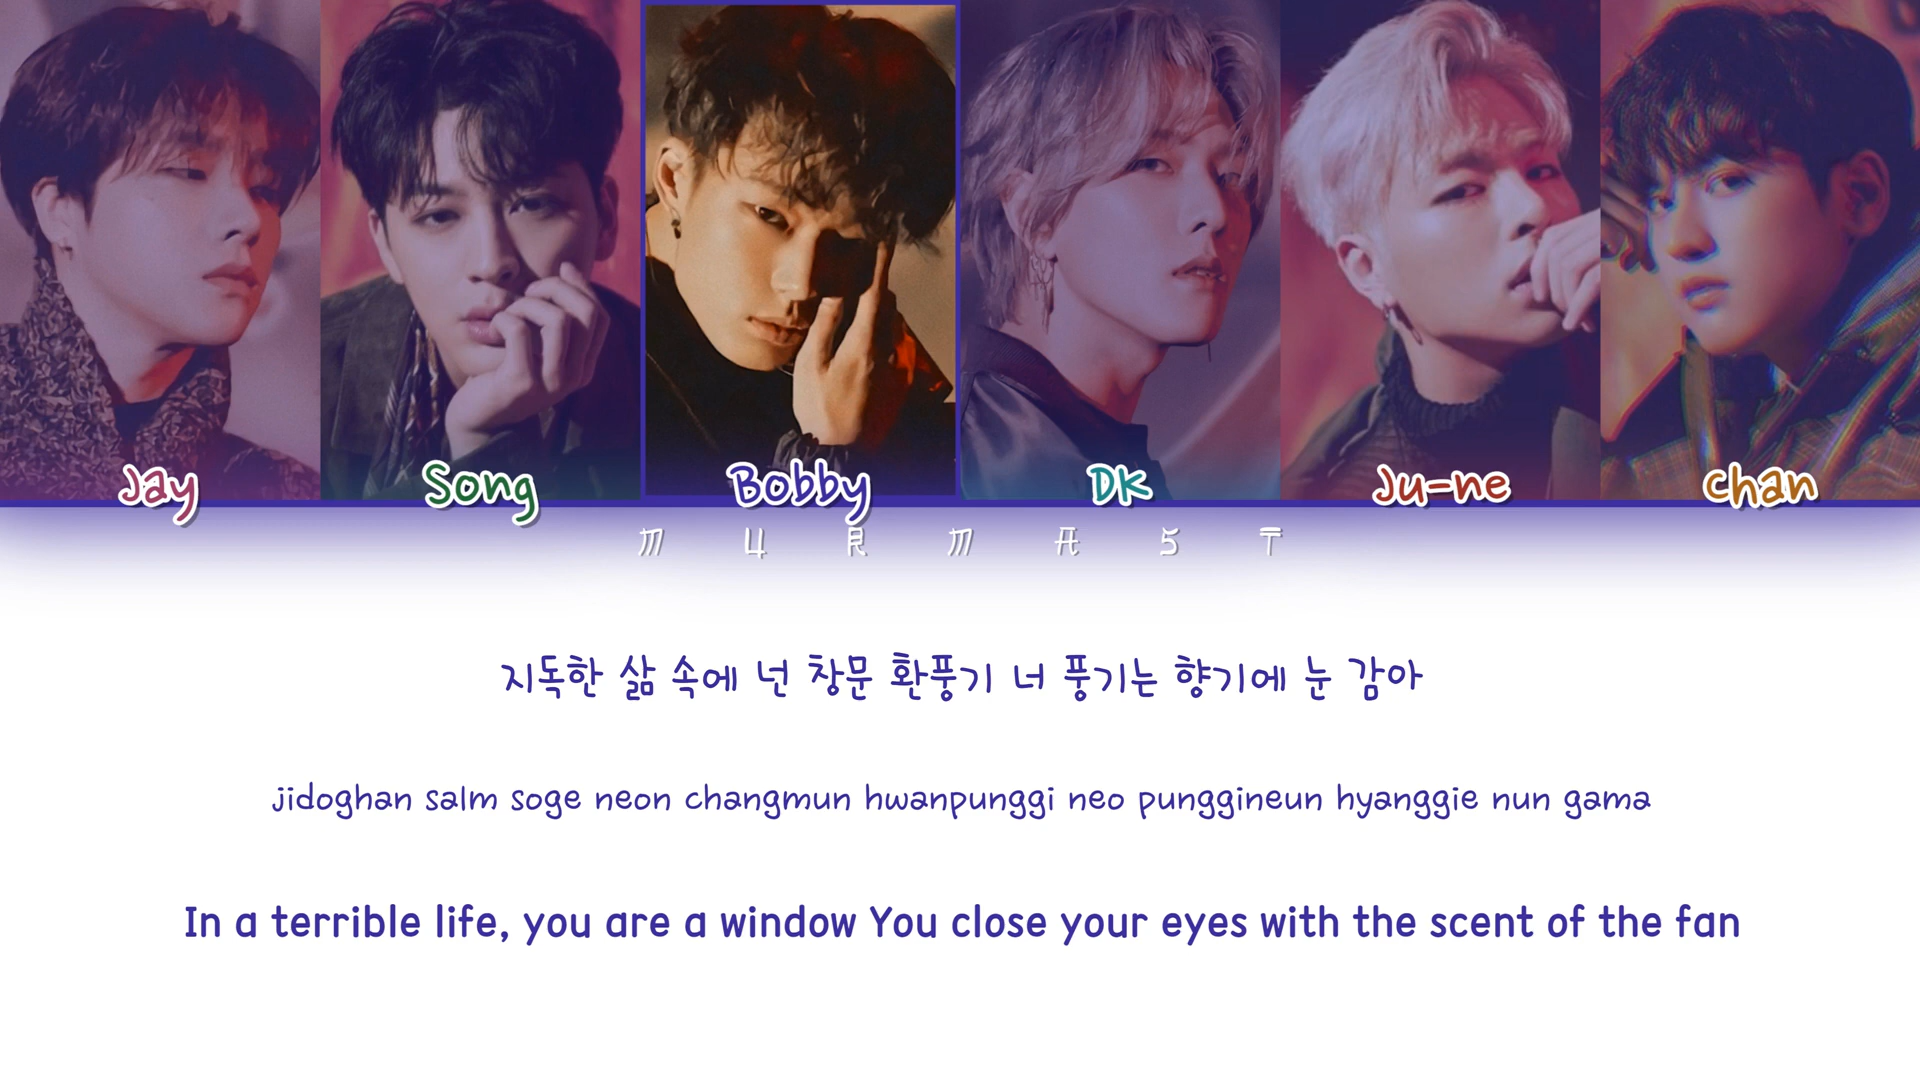 Jay Song Bobby DK Ju-ne chan
MURMAST
지독한 삶 속에 넌 창문 환풍기 너 풍기는 향기에 눈 감아
jidoghan salm soge neon changmun hwanpunggi neo punggineun hyanggie nun gama
In a terrible life, you are a window You close your eyes with the scent of the fan